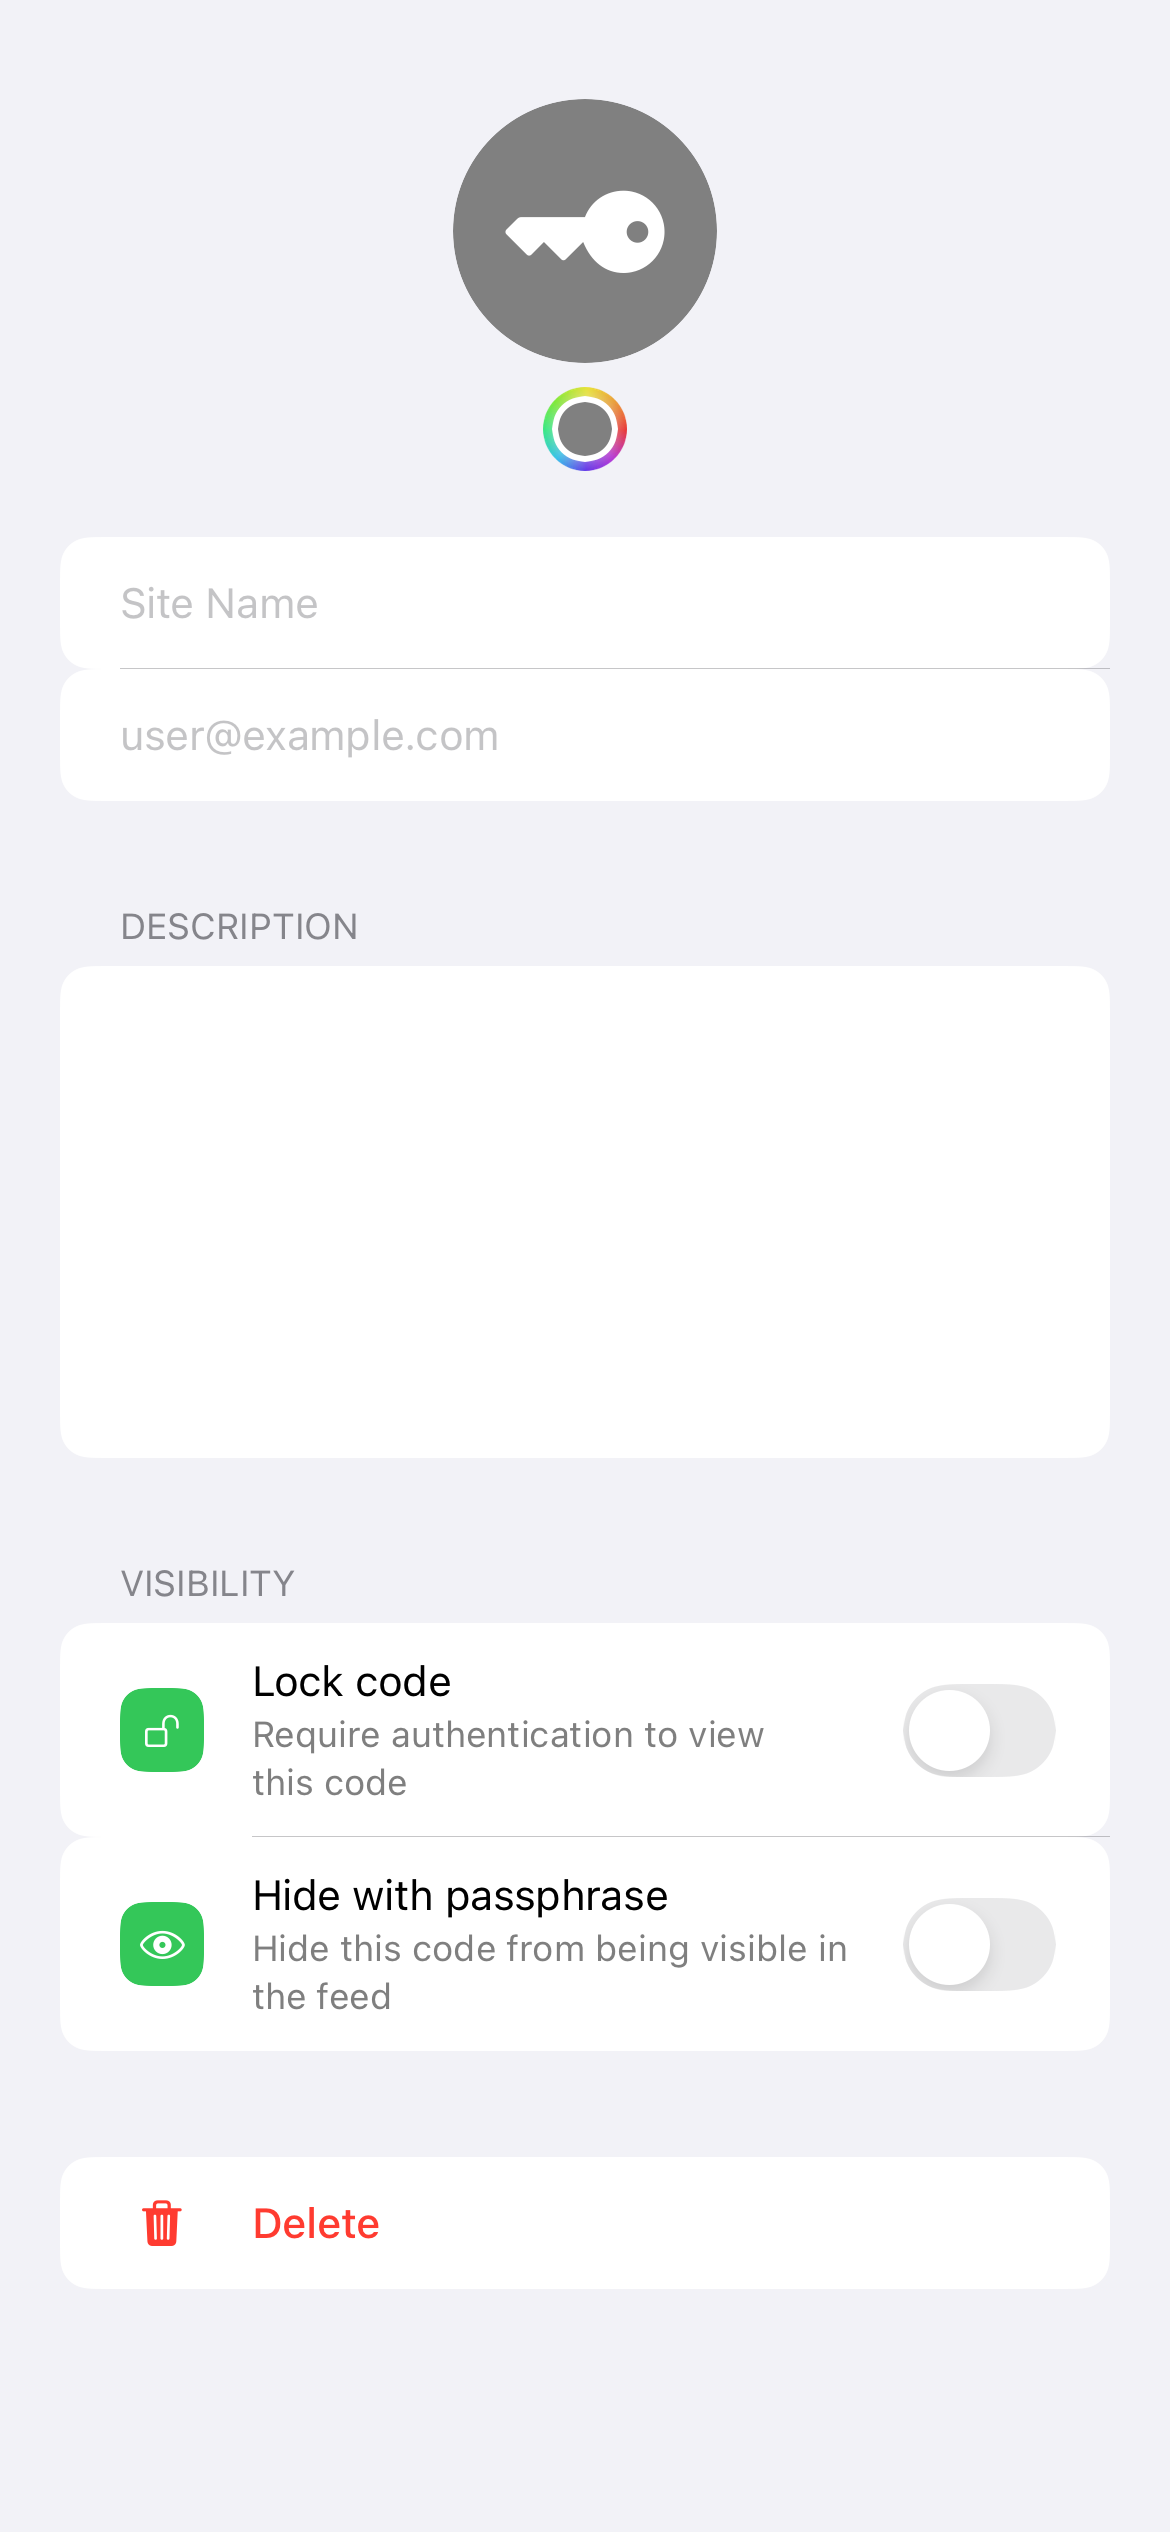 Site Name
user@example.com
DESCRIPTION
VISIBILITY
Lock code
Require authentication to view
this code
Hide with passphrase
Hide this code from being visible in
the feed
Delete